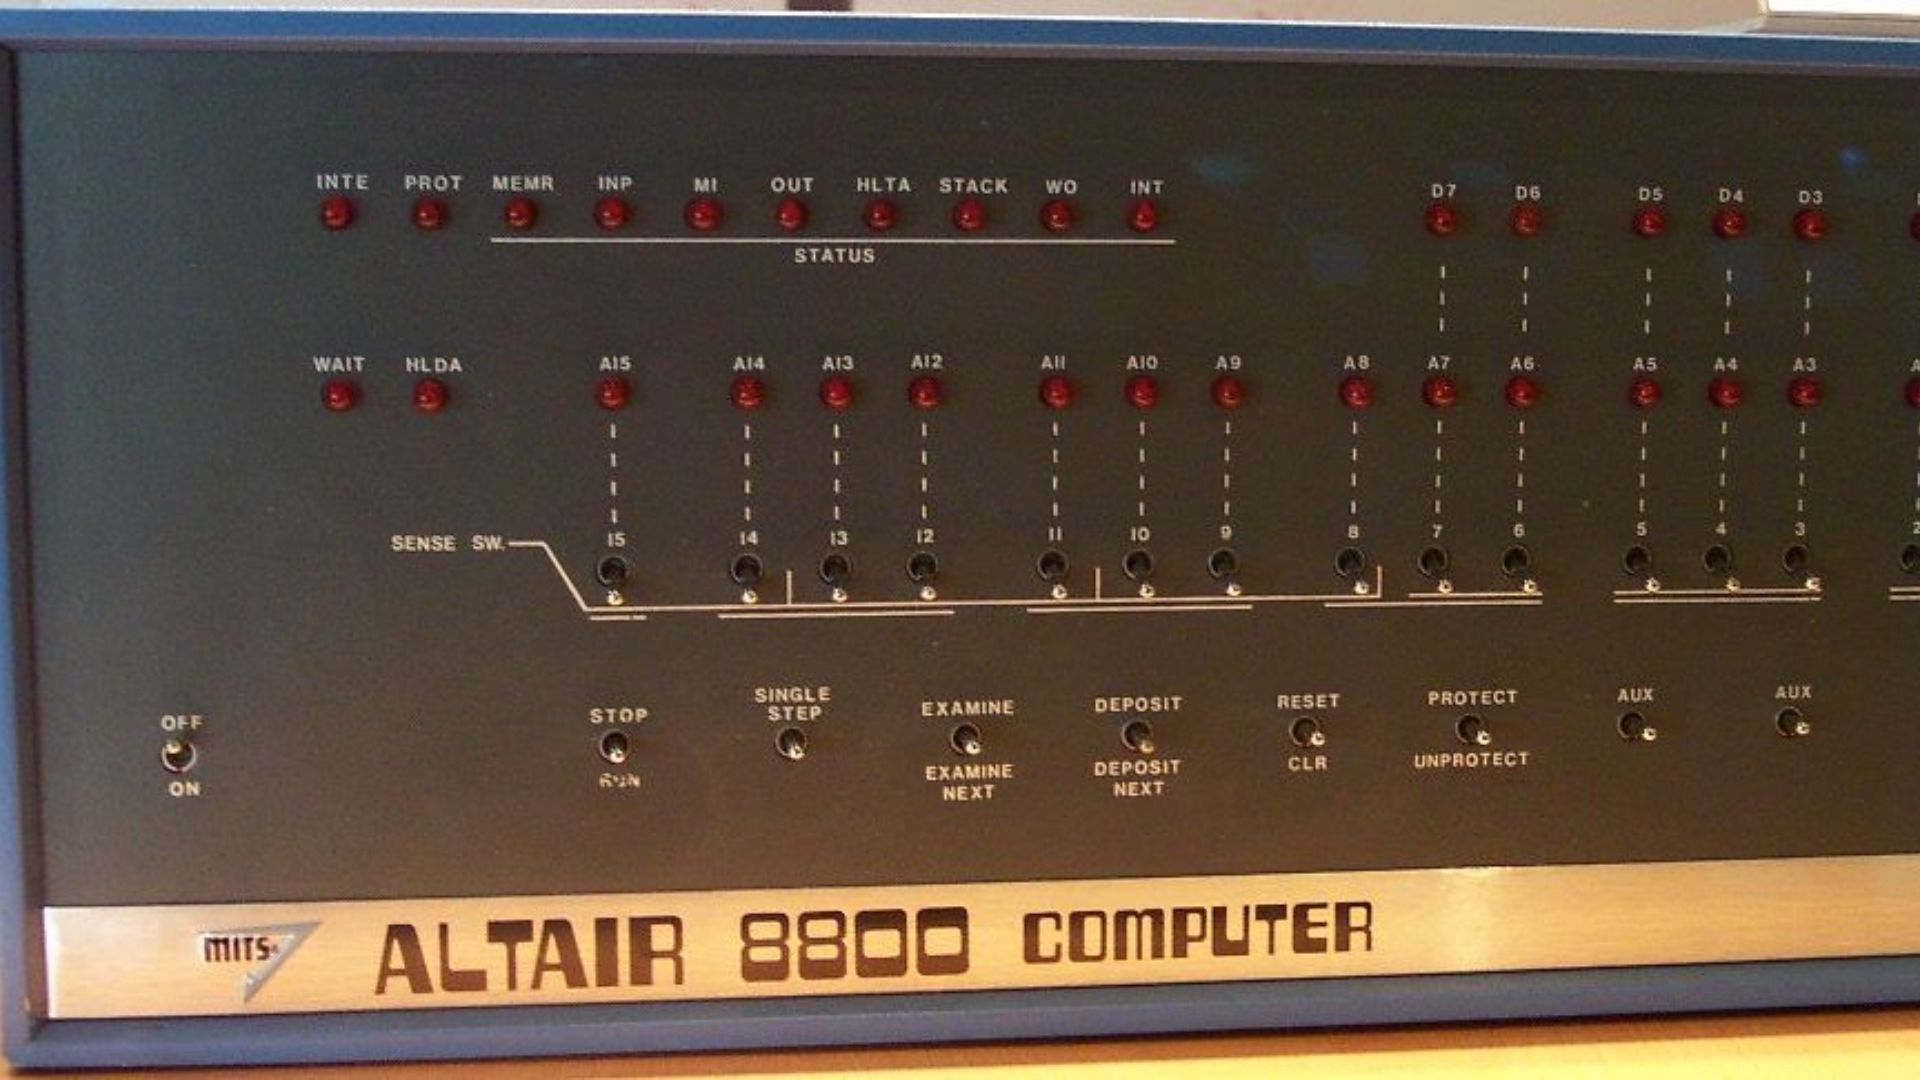 INTE PROT MEMR INP MI OUT HLTA STACK WO INT D7 D6 D5 D4 D3
STATUS
WAIT HLDA A15 A14 A13 A12 A11 A10 A9 A8 A7 A6 A5 A4 A3
SENSE SW. 15 14 13 12 11 10 9 8 7 6 5 4 3 2
OFF STOP SINGLE STEP EXAMINE DEPOSIT RESET PROTECT AUX AUX
ON RUN EXAMINE NEXT DEPOSIT NEXT CLR UNPROTECT
MITS ALTAIR 8800 COMPUTER